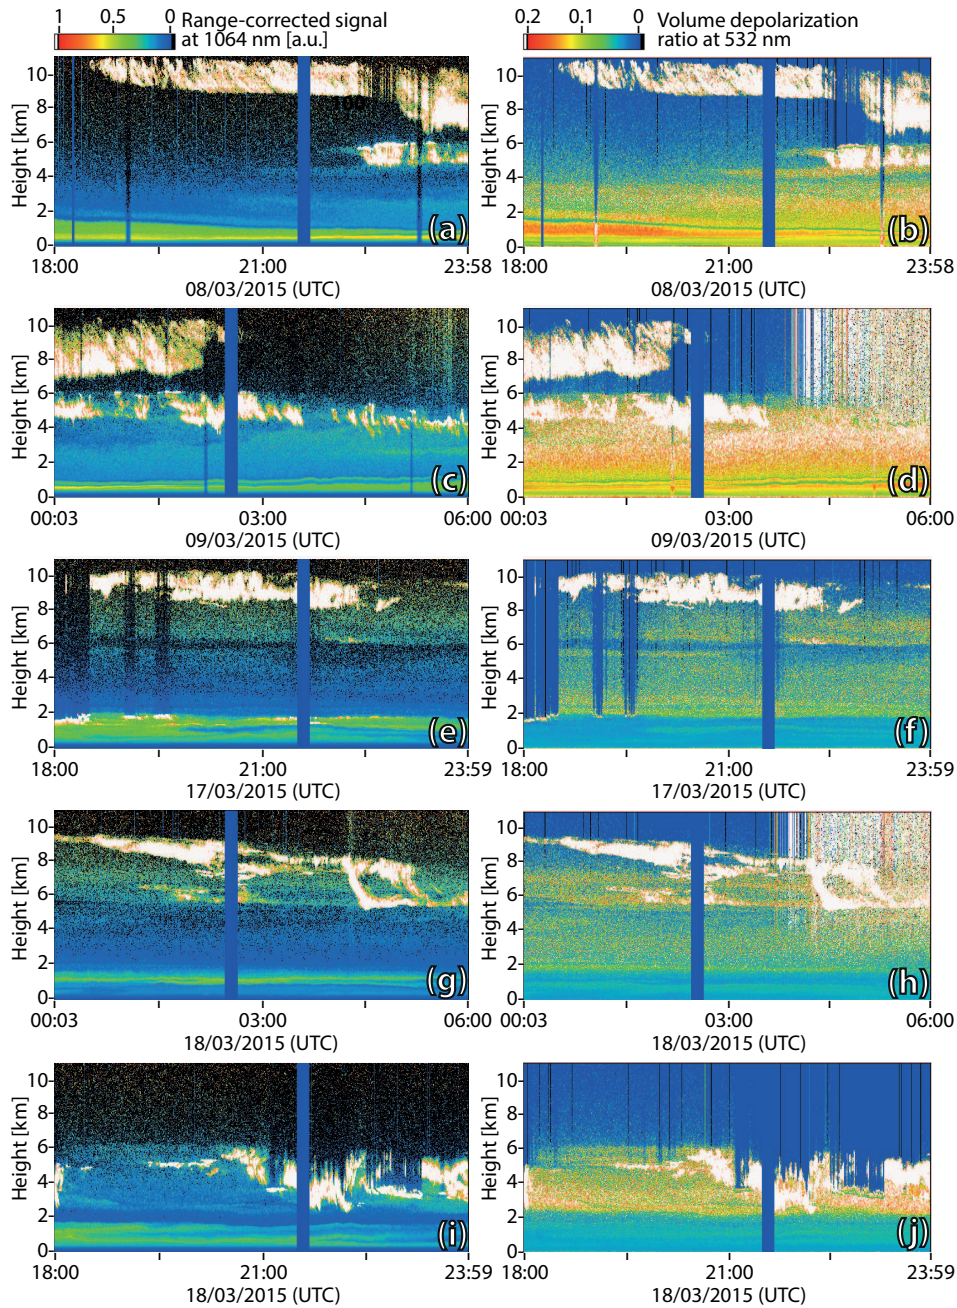 1 0.5 0 Range-corrected signal at 1064 nm [a.u.]
0.2 0.1 0 Volume depolarization ratio at 532 nm
Height [km] 10 8 6 4 2 0 (a)
18:00 21:00 23:58
08/03/2015 (UTC)
Height [km] 10 8 6 4 2 0 (b)
18:00 21:00 23:58
08/03/2015 (UTC)
Height [km] 10 8 6 4 2 0 (c)
00:03 03:00 06:00
09/03/2015 (UTC)
Height [km] 10 8 6 4 2 0 (d)
00:03 03:00 06:00
09/03/2015 (UTC)
Height [km] 10 8 6 4 2 0 (e)
18:00 21:00 23:59
17/03/2015 (UTC)
Height [km] 10 8 6 4 2 0 (f)
18:00 21:00 23:59
17/03/2015 (UTC)
Height [km] 10 8 6 4 2 0 (g)
00:03 03:00 06:00
18/03/2015 (UTC)
Height [km] 10 8 6 4 2 0 (h)
00:03 03:00 06:00
18/03/2015 (UTC)
Height [km] 10 8 6 4 2 0 (i)
18:00 21:00 23:59
18/03/2015 (UTC)
Height [km] 10 8 6 4 2 0 (j)
18:00 21:00 23:59
18/03/2015 (UTC)